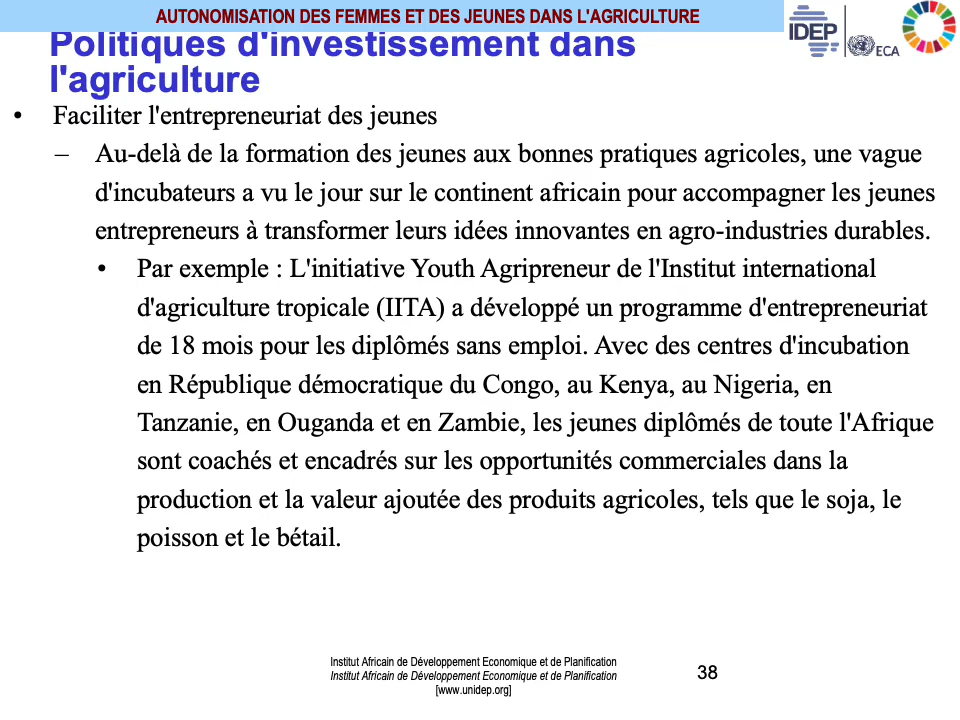 AUTONOMISATION DES FEMMES ET DES JEUNES DANS L'AGRICULTURE
IDEP
ECA
Politiques d'investissement dans
l'agriculture
• Faciliter l'entrepreneuriat des jeunes
– Au-delà de la formation des jeunes aux bonnes pratiques agricoles, une vague
d'incubateurs a vu le jour sur le continent africain pour accompagner les jeunes
entrepreneurs à transformer leurs idées innovantes en agro-industries durables.
• Par exemple : L'initiative Youth Agripreneur de l'Institut international
d'agriculture tropicale (IITA) a développé un programme d'entrepreneuriat
de 18 mois pour les diplômés sans emploi. Avec des centres d'incubation
en République démocratique du Congo, au Kenya, au Nigeria, en
Tanzanie, en Ouganda et en Zambie, les jeunes diplômés de toute l'Afrique
sont coachés et encadrés sur les opportunités commerciales dans la
production et la valeur ajoutée des produits agricoles, tels que le soja, le
poisson et le bétail.
Institut Africain de Développement Economique et de Planification
Institut Africain de Développement Economique et de Planification
[www.unidep.org]
38